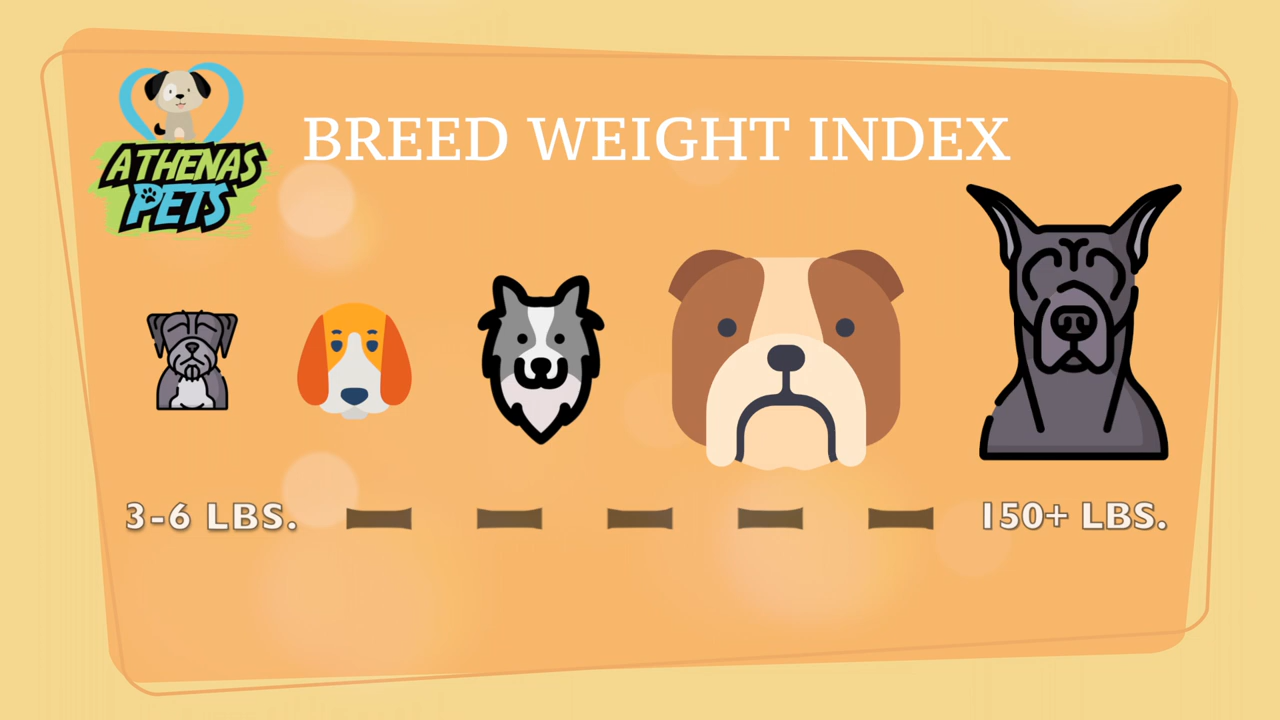 ATHENAS
PETS
BREED WEIGHT INDEX
3-6 LBS.
150+ LBS.